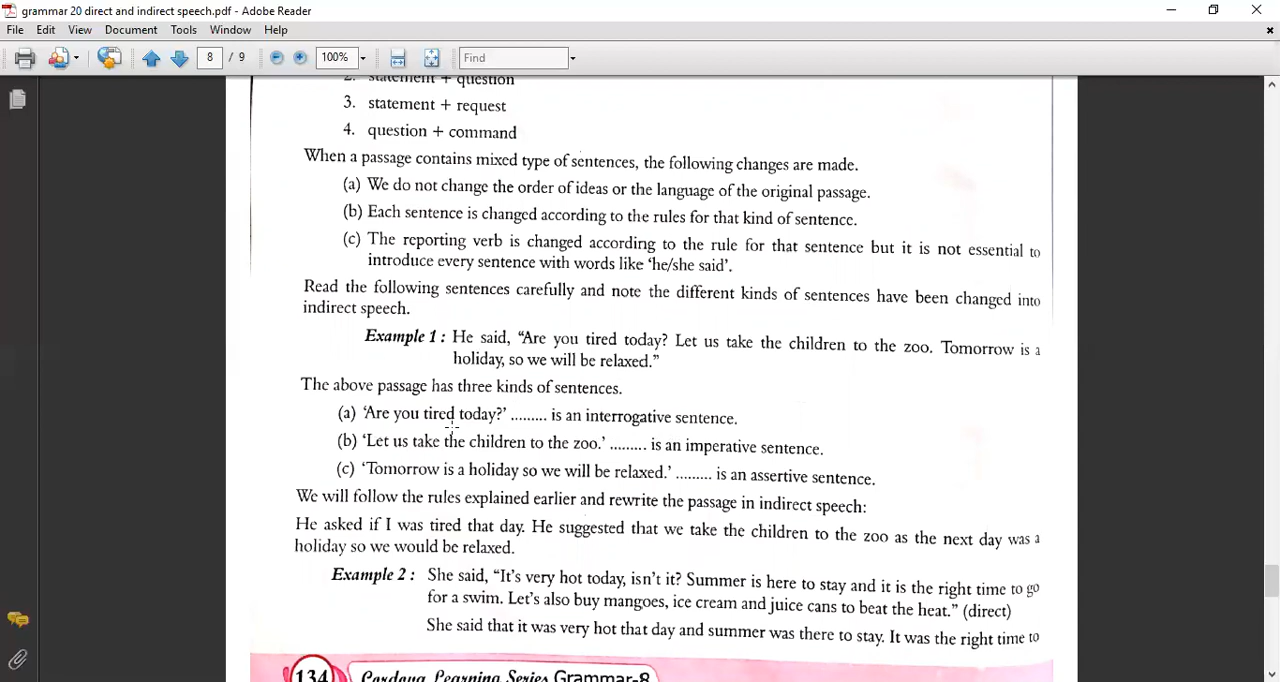 grammar 20 direct and indirect speech.pdf - Adobe Reader
File Edit View Document Tools Window Help
8 / 9 100% Find
2. statement + question
3. statement + request
4. question + command
When a passage contains mixed type of sentences, the following changes are made.
(a) We do not change the order of ideas or the language of the original passage.
(b) Each sentence is changed according to the rules for that kind of sentence.
(c) The reporting verb is changed according to the rule for that sentence but it is not essential to
introduce every sentence with words like ‘he/she said’.
Read the following sentences carefully and note the different kinds of sentences have been changed into
indirect speech.
Example 1 : He said, “Are you tired today? Let us take the children to the zoo. Tomorrow is a
holiday, so we will be relaxed.”
The above passage has three kinds of sentences.
(a) ‘Are you tired today?’ ......... is an interrogative sentence.
(b) ‘Let us take the children to the zoo.’ ......... is an imperative sentence.
(c) ‘Tomorrow is a holiday so we will be relaxed.’ ......... is an assertive sentence.
We will follow the rules explained earlier and rewrite the passage in indirect speech:
He asked if I was tired that day. He suggested that we take the children to the zoo as the next day was a
holiday so we would be relaxed.
Example 2 : She said, “It’s very hot today, isn’t it? Summer is here to stay and it is the right time to go
for a swim. Let’s also buy mangoes, ice cream and juice cans to beat the heat.” (direct)
She said that it was very hot that day and summer was there to stay. It was the right time to
134 Cordova Learning Series Grammar-8